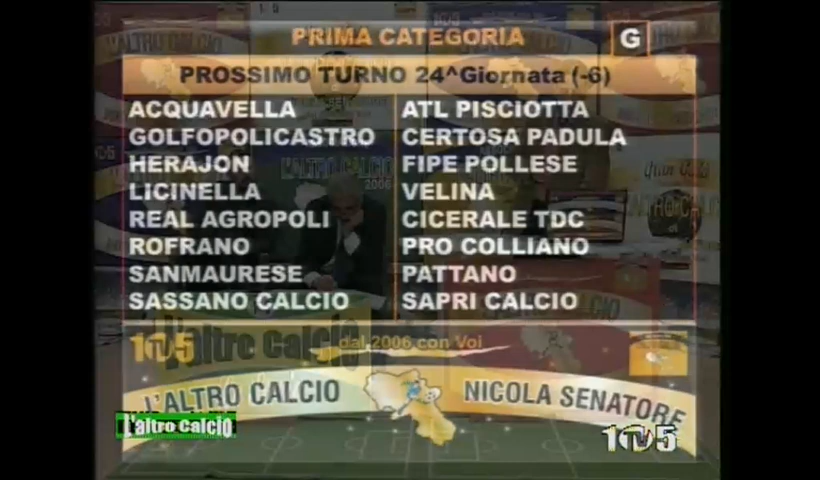 PRIMA CATEGORIA G
PROSSIMO TURNO 24^Giornata (-6)
ACQUAVELLA ATL PISCIOTTA
GOLFOPOLICASTRO CERTOSA PADULA
HERAJON FIPE POLLESE
LICINELLA VELINA
REAL AGROPOLI CICERALE TDC
ROFRANO PRO COLLIANO
SANMAURESE PATTANO
SASSANO CALCIO SAPRI CALCIO
105 L'altro calcio dal 2006 con Voi
L'ALTRO CALCIO NICOLA SENATORE
L'altro calcio 105